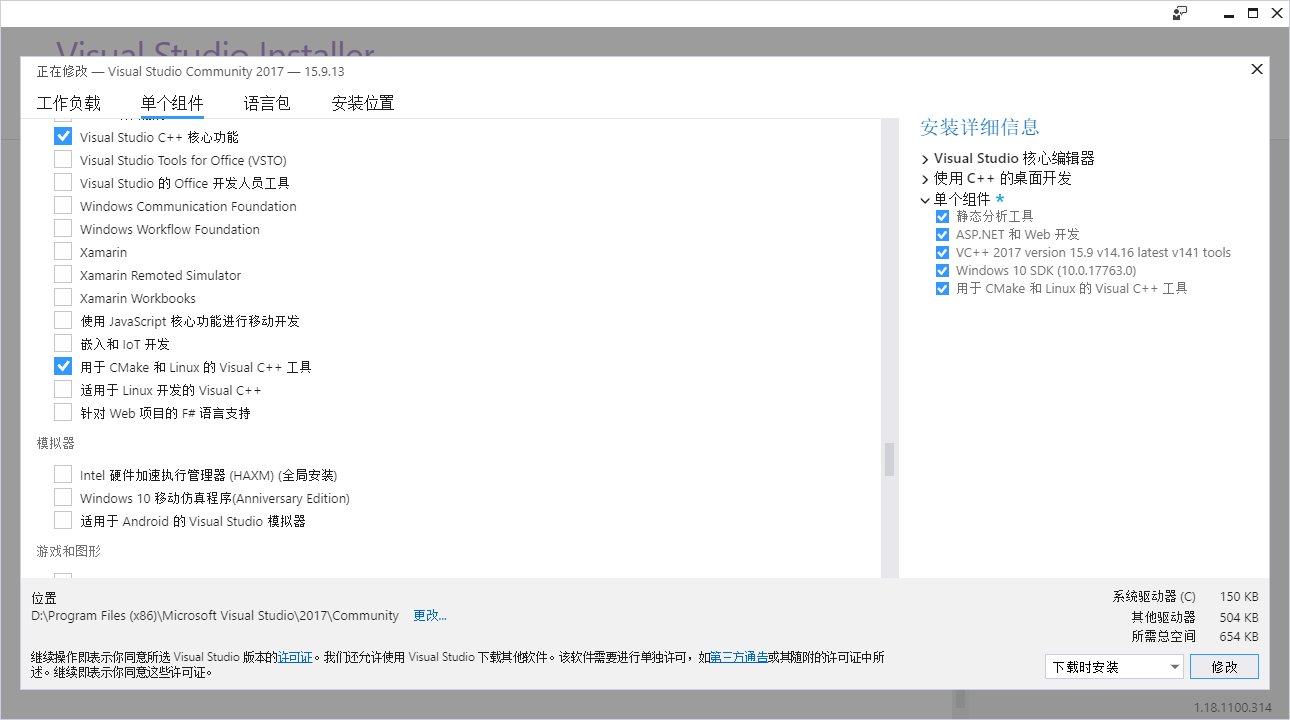 Visual Studio Installer
正在修改 — Visual Studio Community 2017 — 15.9.13
工作负载 单个组件 语言包 安装位置
Visual Studio C++ 核心功能
Visual Studio Tools for Office (VSTO)
Visual Studio 的 Office 开发人员工具
Windows Communication Foundation
Windows Workflow Foundation
Xamarin
Xamarin Remoted Simulator
Xamarin Workbooks
使用 JavaScript 核心功能进行移动开发
嵌入和 IoT 开发
用于 CMake 和 Linux 的 Visual C++ 工具
适用于 Linux 开发的 Visual C++
针对 Web 项目的 F# 语言支持
模拟器
Intel 硬件加速执行管理器 (HAXM) (全局安装)
Windows 10 移动仿真程序(Anniversary Edition)
适用于 Android 的 Visual Studio 模拟器
游戏和图形
安装详细信息
Visual Studio 核心编辑器
使用 C++ 的桌面开发
单个组件 *
静态分析工具
ASP.NET 和 Web 开发
VC++ 2017 version 15.9 v14.16 latest v141 tools
Windows 10 SDK (10.0.17763.0)
用于 CMake 和 Linux 的 Visual C++ 工具
位置
D:\Program Files (x86)\Microsoft Visual Studio\2017\Community 更改...
继续操作即表示你同意所选 Visual Studio 版本的许可证。我们还允许使用 Visual Studio 下载其他软件。该软件需要进行单独许可，如第三方通告或其随附的许可证中所
述。继续即表示你同意这些许可证。
系统驱动器 (C) 150 KB
其他驱动器 504 KB
所需总空间 654 KB
下载时安装 修改
1.18.1100.314